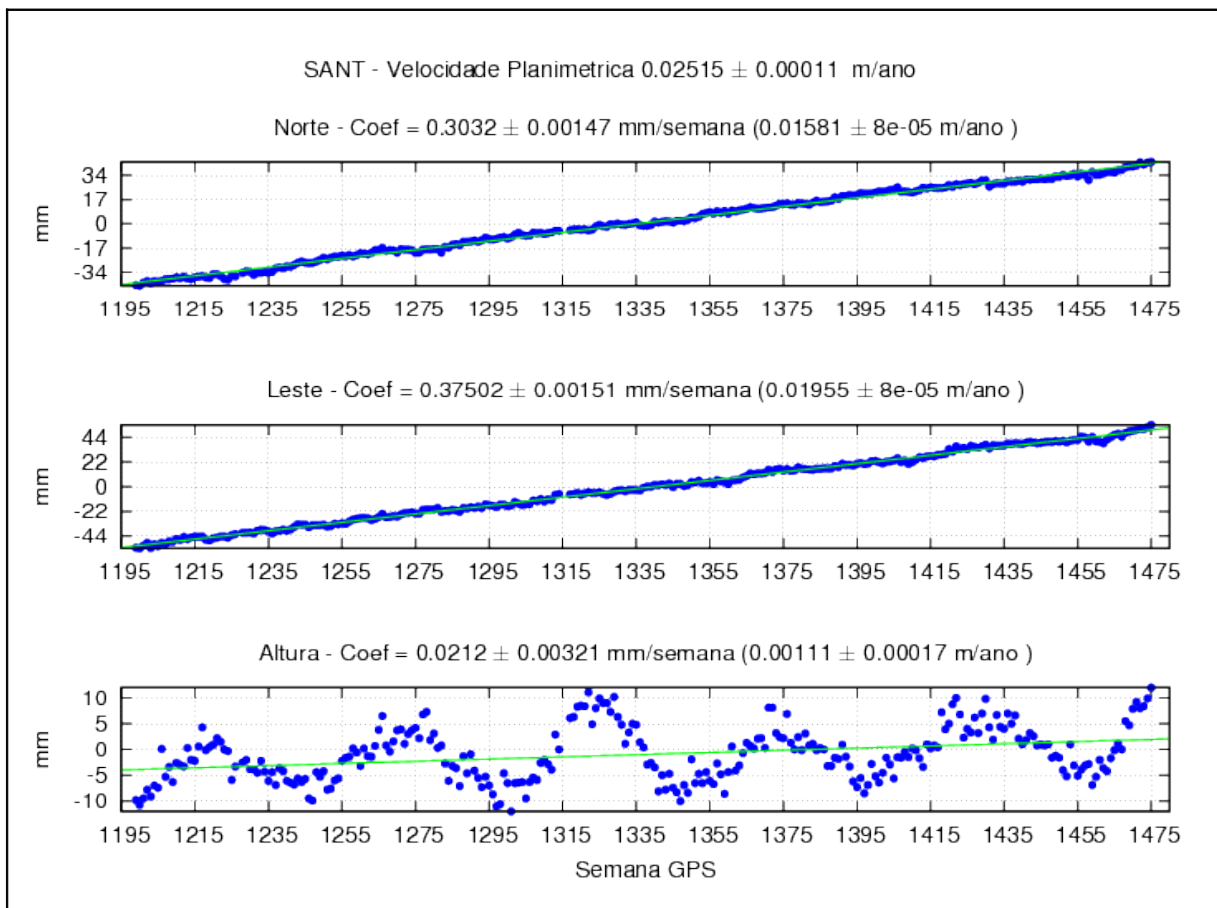 SANT - Velocidade Planimetrica 0.02515 ± 0.00011 m/ano
Norte - Coef = 0.3032 ± 0.00147 mm/semana (0.01581 ± 8e-05 m/ano )
34
17
0
-17
-34
mm
1195 1215 1235 1255 1275 1295 1315 1335 1355 1375 1395 1415 1435 1455 1475
Leste - Coef = 0.37502 ± 0.00151 mm/semana (0.01955 ± 8e-05 m/ano )
44
22
0
-22
-44
mm
1195 1215 1235 1255 1275 1295 1315 1335 1355 1375 1395 1415 1435 1455 1475
Altura - Coef = 0.0212 ± 0.00321 mm/semana (0.00111 ± 0.00017 m/ano )
10
5
0
-5
-10
mm
1195 1215 1235 1255 1275 1295 1315 1335 1355 1375 1395 1415 1435 1455 1475
Semana GPS